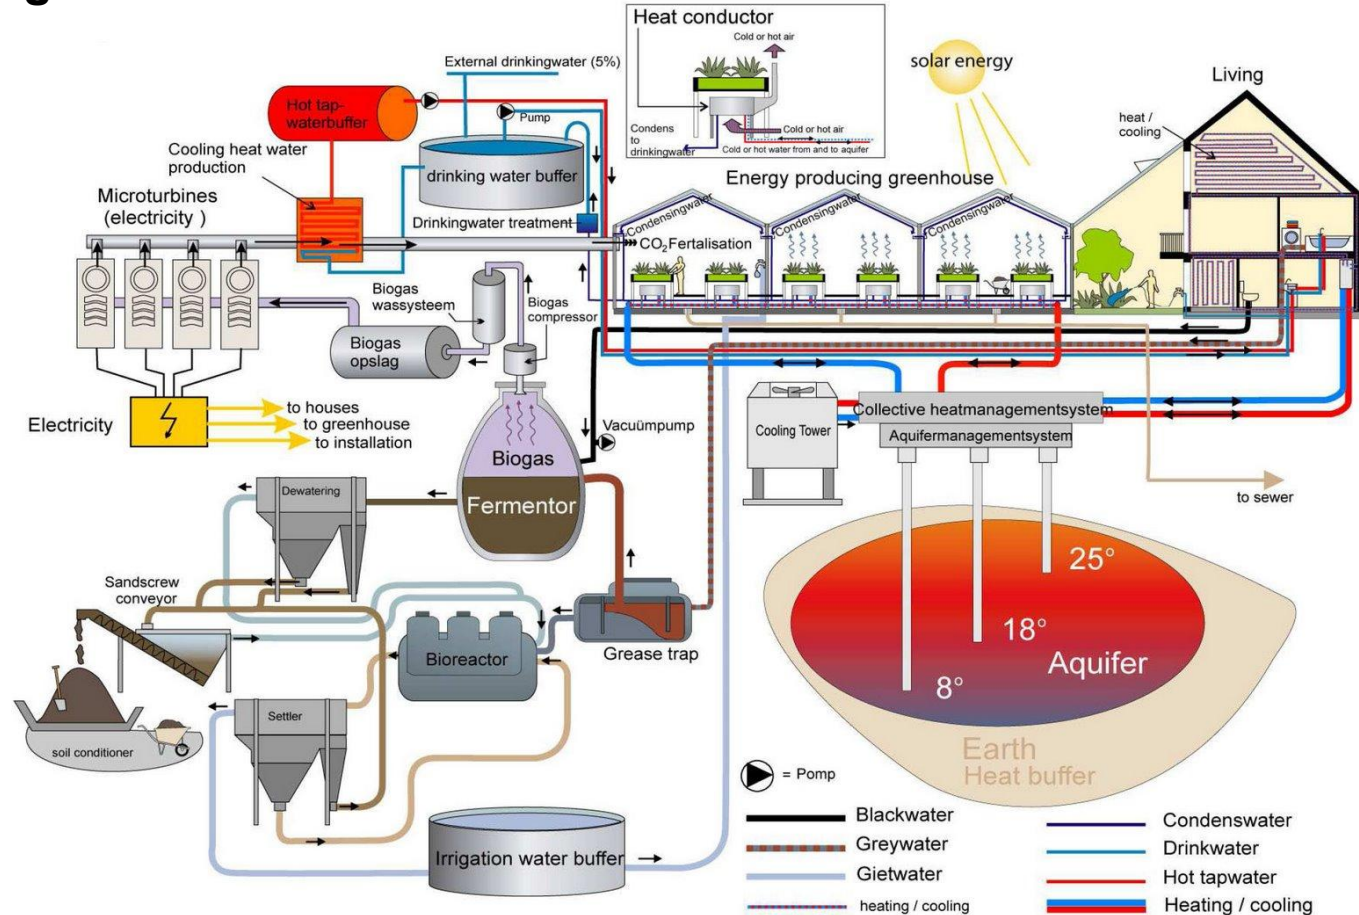 g
Heat conductor
Cold or hot air
Cold or hot air
Condens
to
drinkingwater
Cold or hot water from and to aquifer
solar energy
Living
heat /
cooling
External drinkingwater (5%)
Hot tap-
waterbuffer
Pump
Cooling heat water
production
drinking water buffer
Microturbines
(electricity )
Drinkingwater treatment
Energy producing greenhouse
Condensingwater
Condensingwater
Condensingwater
CO2Fertalisation
Biogas
wassysteem
Biogas
compressor
Biogas
opslag
Electricity
to houses
to greenhouse
to installation
Vacuümpump
Biogas
Fermentor
Cooling Tower
Collective heatmanagementsystem
Aquifermanagementsystem
to sewer
Dewatering
Sandscrew
conveyor
Bioreactor
Grease trap
Settler
soil conditioner
Irrigation water buffer
25°
18°
8°
Aquifer
Earth
Heat buffer
= Pomp
Blackwater
Greywater
Gietwater
heating / cooling
Condenswater
Drinkwater
Hot tapwater
Heating / cooling